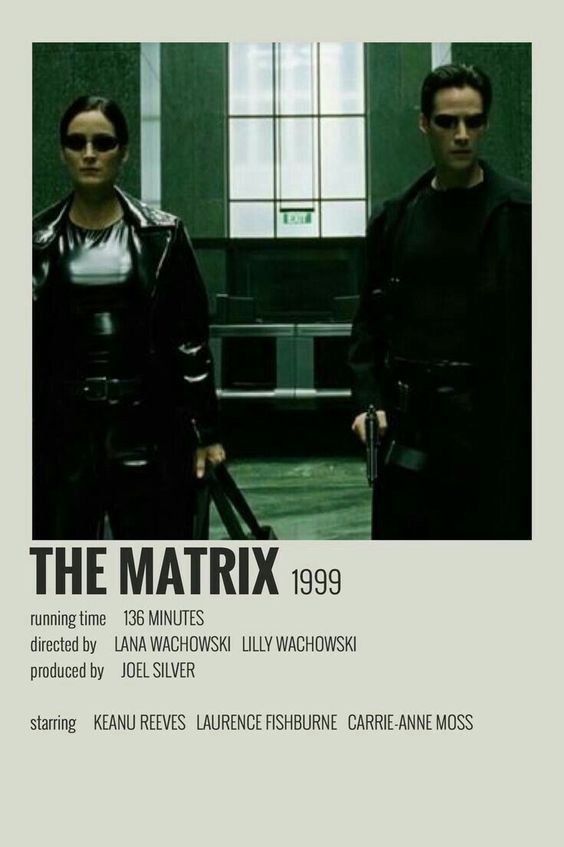 EXIT
THE MATRIX 1999
running time 136 MINUTES
directed by LANA WACHOWSKI LILLY WACHOWSKI
produced by JOEL SILVER
starring KEANU REEVES LAURENCE FISHBURNE CARRIE-ANNE MOSS